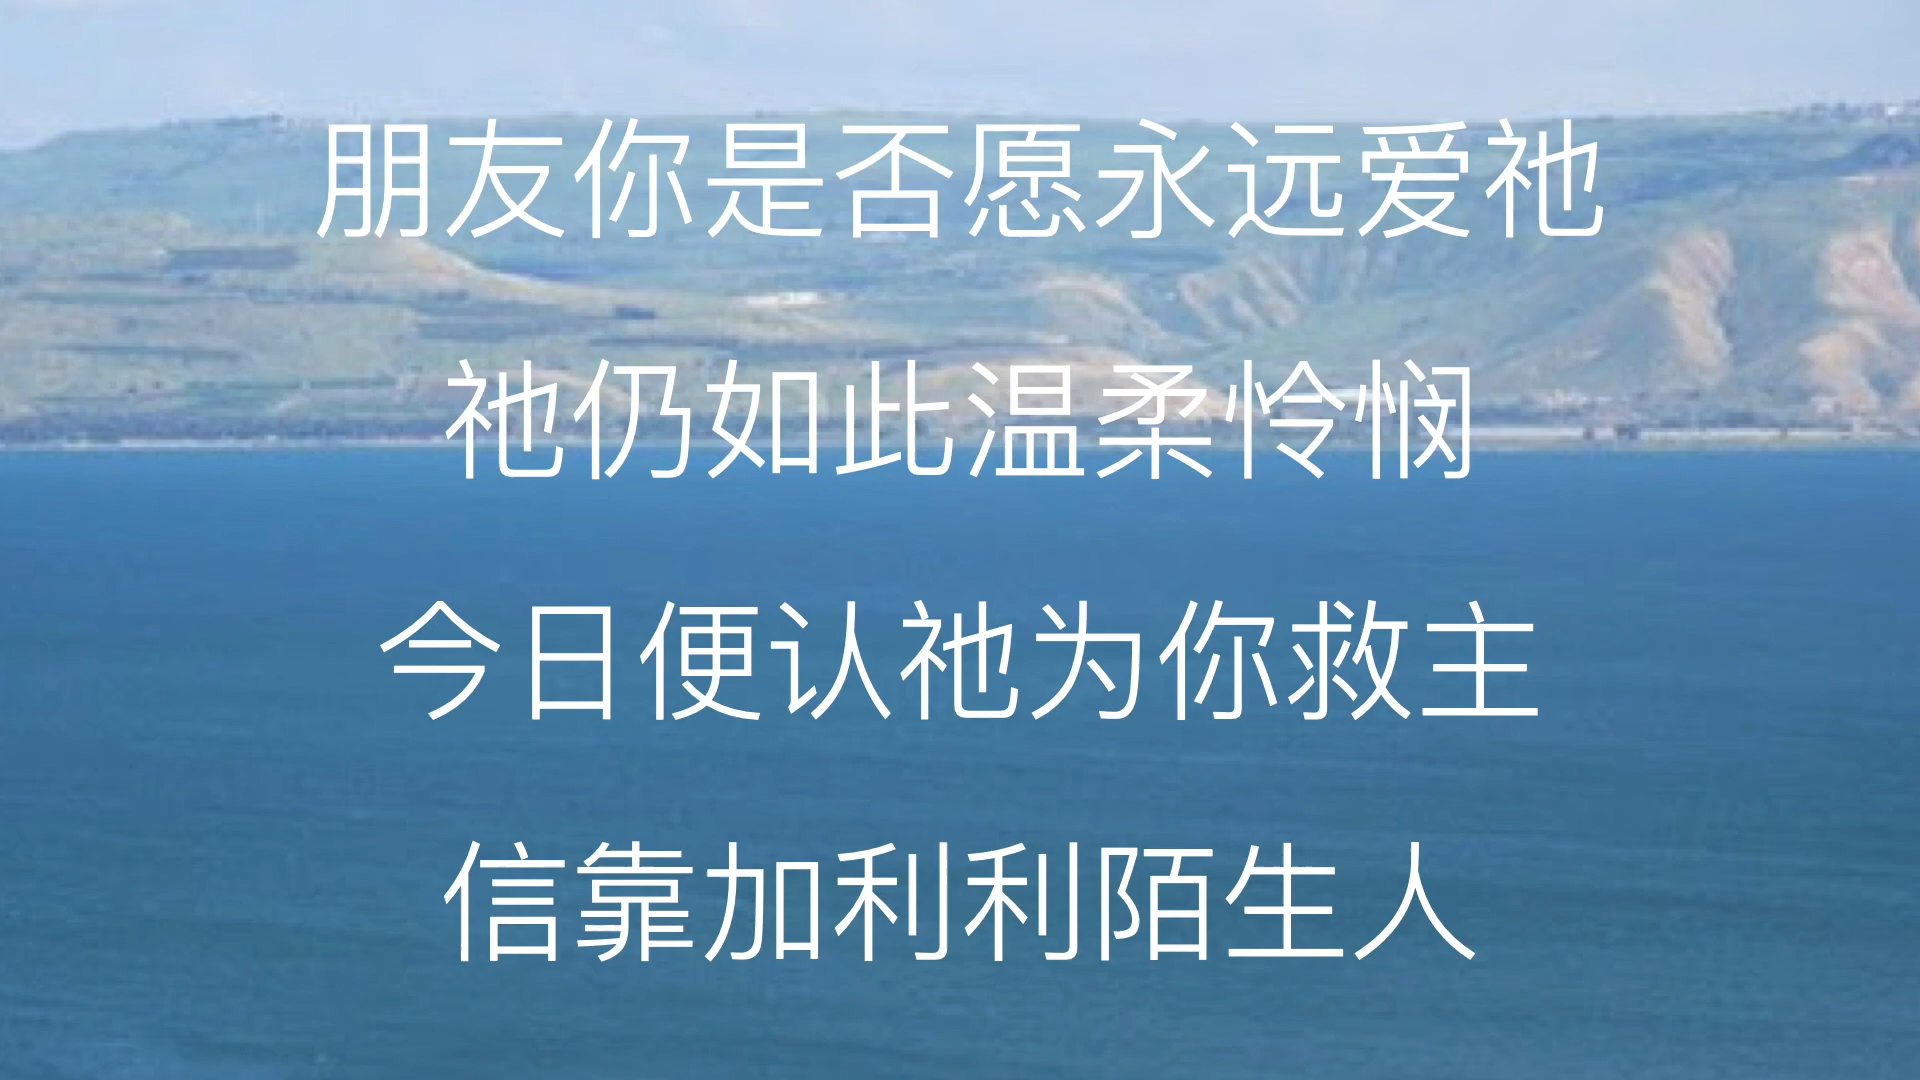 朋友你是否愿永远爱祂
祂仍如此温柔怜悯
今日便认祂为你救主
信靠加利利陌生人